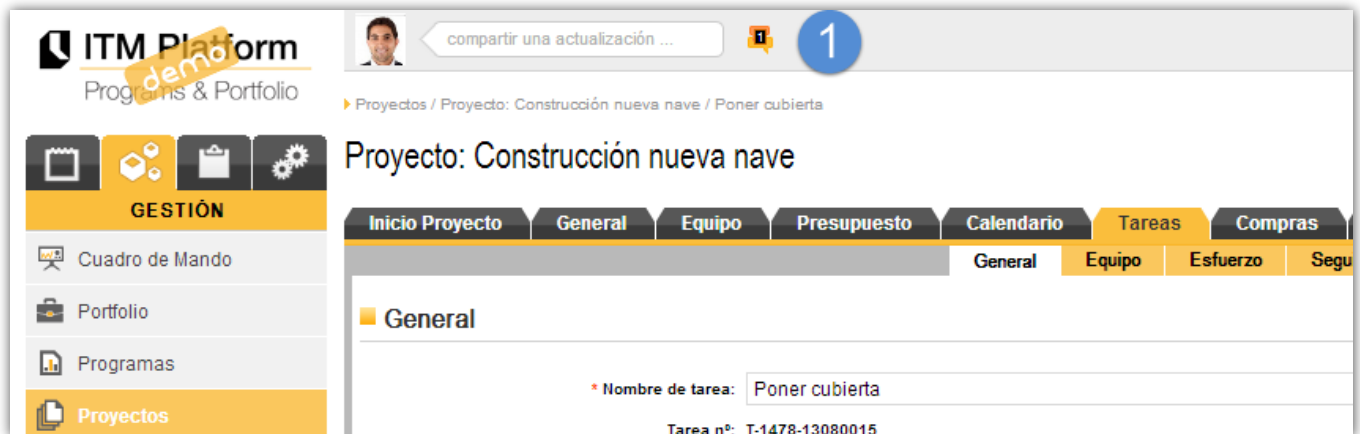 ITM Platform
demo
Programs & Portfolio
compartir una actualización ...
1
1
Proyectos / Proyecto: Construcción nueva nave / Poner cubierta
Proyecto: Construcción nueva nave
GESTIÓN
Cuadro de Mando
Portfolio
Programas
Proyectos
Inicio Proyecto General Equipo Presupuesto Calendario Tareas Compras
General Equipo Esfuerzo Segu
General
* Nombre de tarea: Poner cubierta
Tarea nº: T-1478-13080015